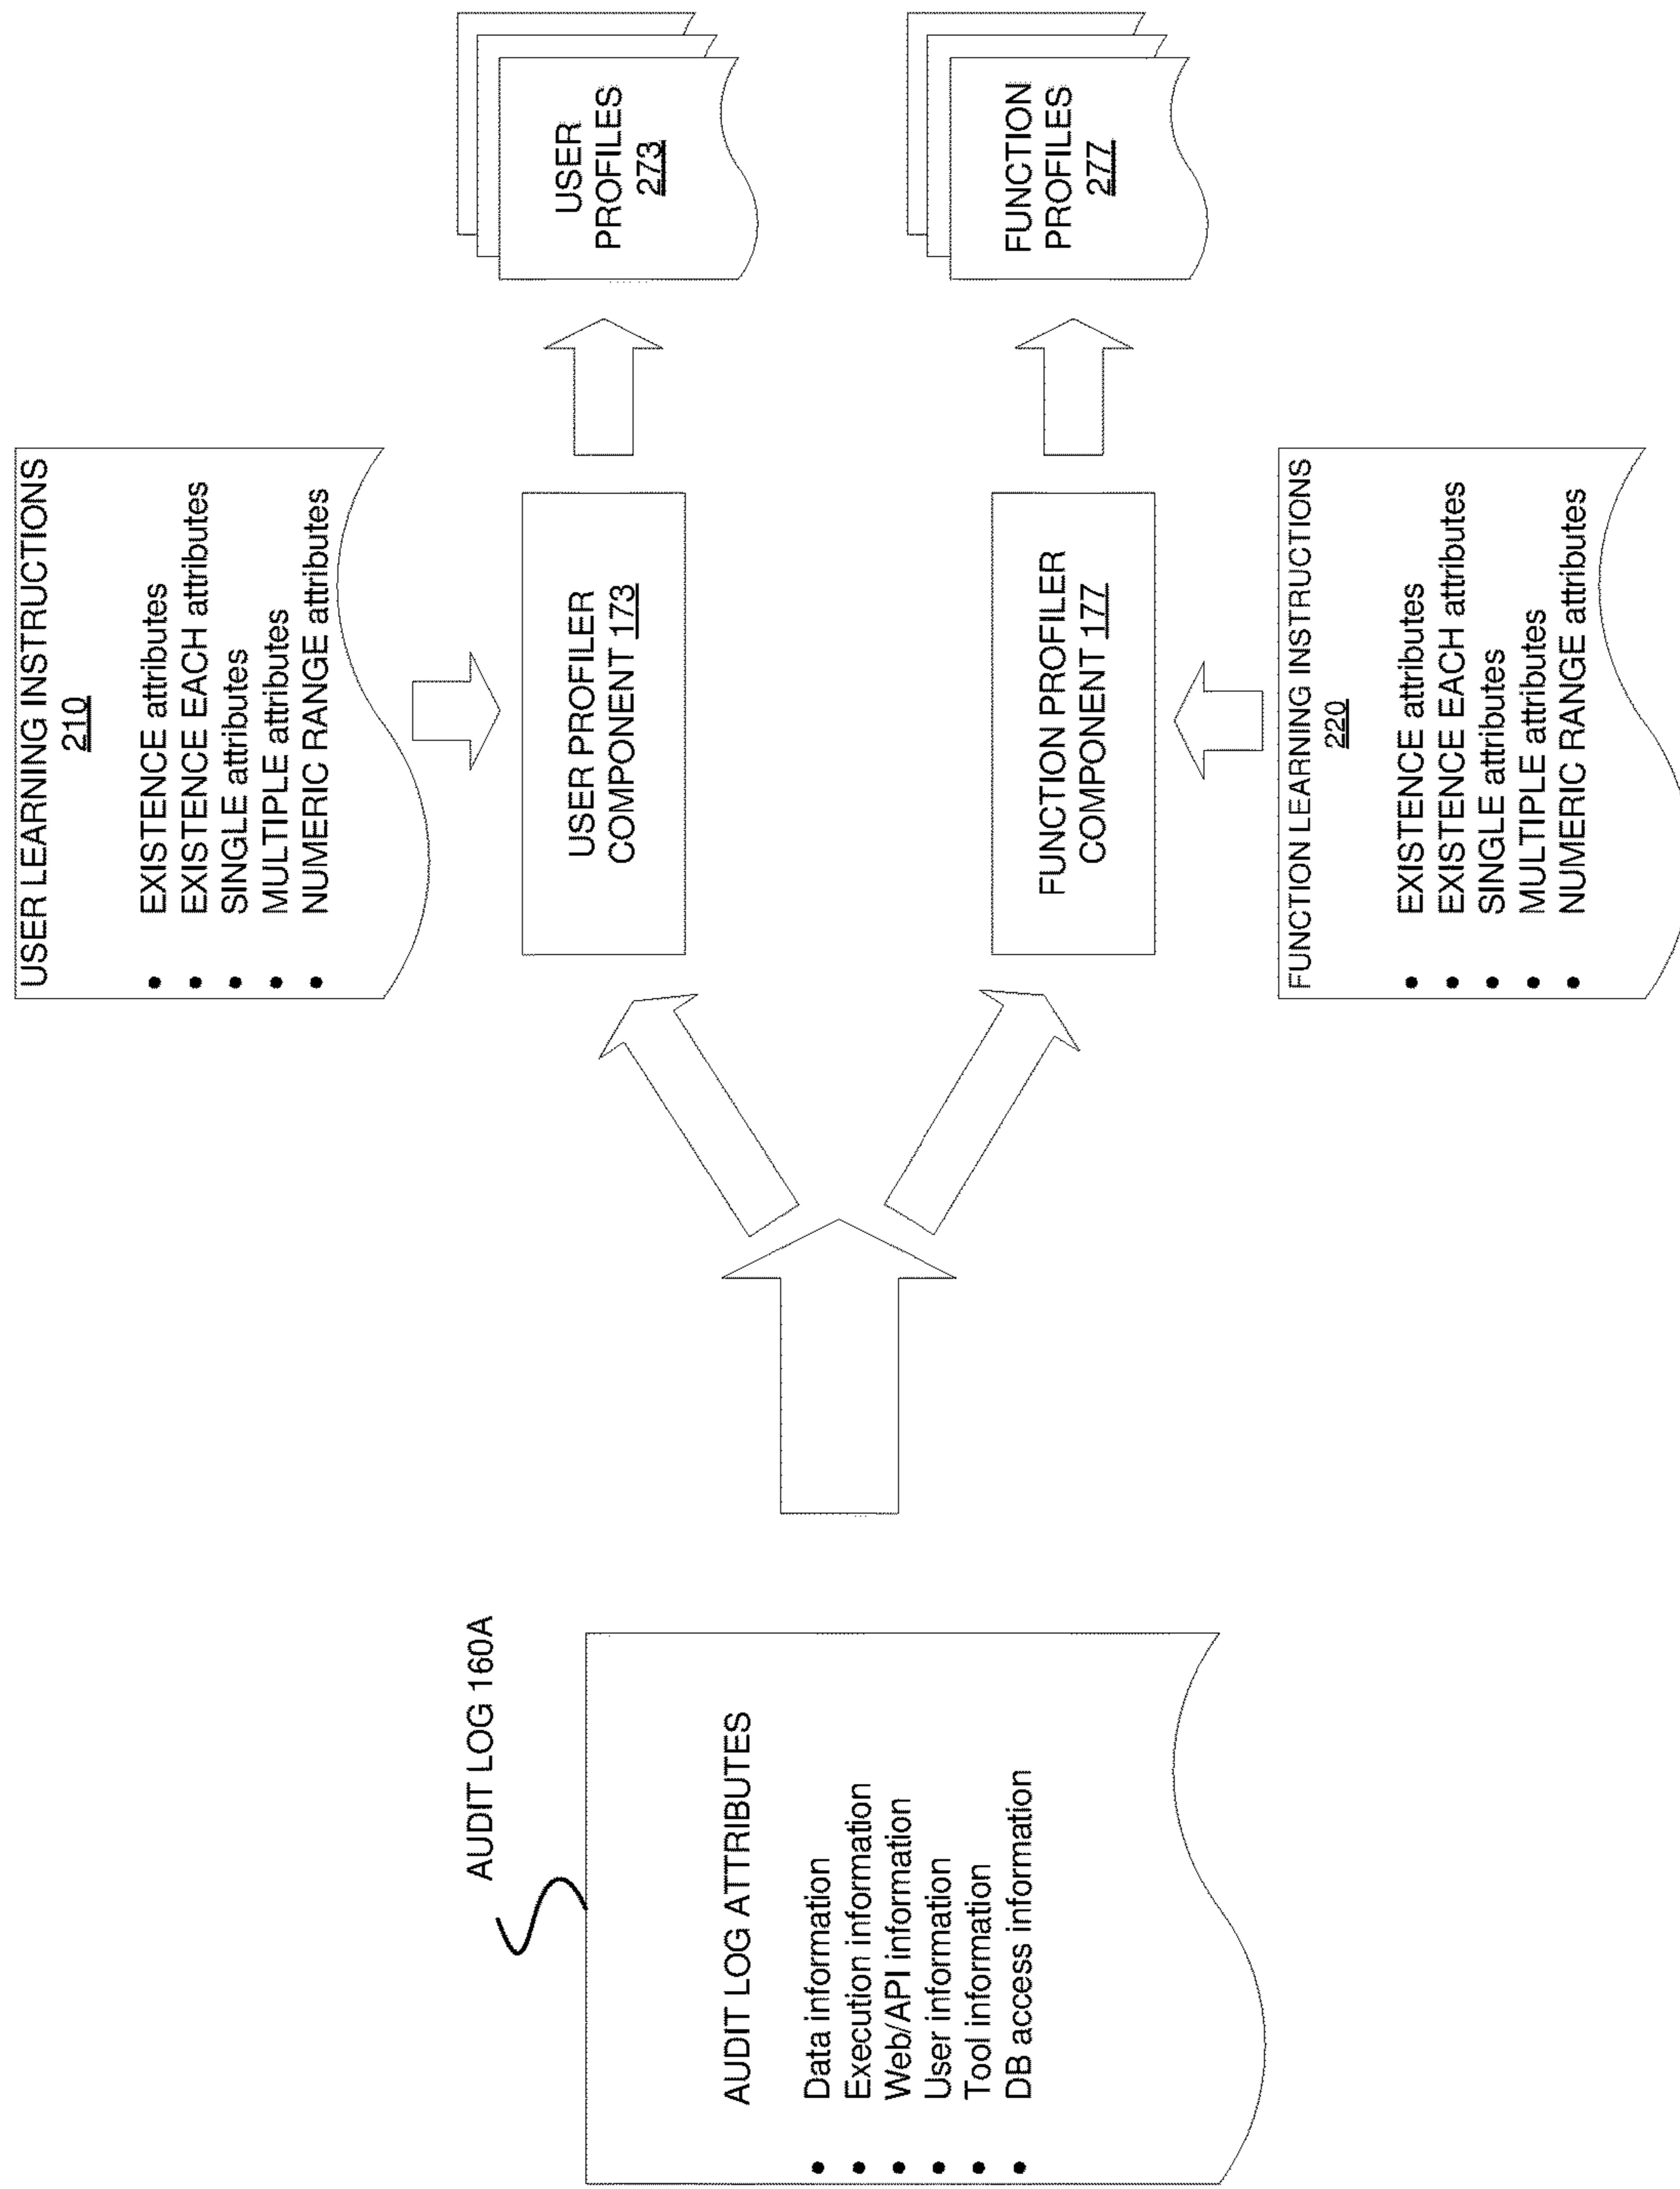 AUDIT LOG 160A
AUDIT LOG ATTRIBUTES
• Data information
• Execution information
• Web/API information
• User information
• Tool information
• DB access information
USER LEARNING INSTRUCTIONS
210
• EXISTENCE attributes
• EXISTENCE EACH attributes
• SINGLE attributes
• MULTIPLE attributes
• NUMERIC RANGE attributes
USER PROFILER
COMPONENT 173
USER
PROFILES
273
FUNCTION PROFILER
COMPONENT 177
FUNCTION
PROFILES
277
FUNCTION LEARNING INSTRUCTIONS
220
• EXISTENCE attributes
• EXISTENCE EACH attributes
• SINGLE attributes
• MULTIPLE attributes
• NUMERIC RANGE attributes